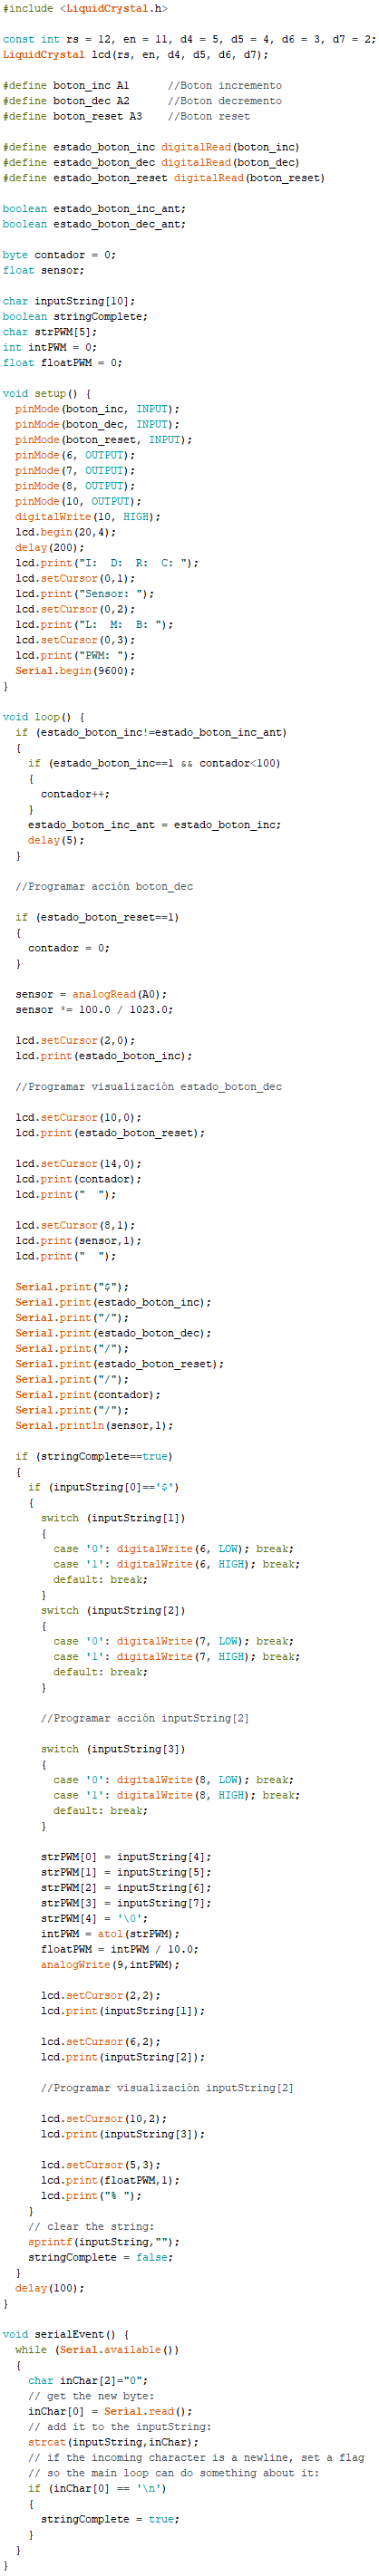 #include <LiquidCrystal.h>

const int rs = 12, en = 11, d4 = 5, d5 = 4, d6 = 3, d7 = 2;
LiquidCrystal lcd(rs, en, d4, d5, d6, d7);

#define boton_inc A1      //Boton incremento
#define boton_dec A2      //Boton decremento
#define boton_reset A3    //Boton reset

#define estado_boton_inc digitalRead(boton_inc)
#define estado_boton_dec digitalRead(boton_dec)
#define estado_boton_reset digitalRead(boton_reset)

boolean estado_boton_inc_ant;
boolean estado_boton_dec_ant;

byte contador = 0;
float sensor;

char inputString[10];
boolean stringComplete;
char strPWM[5];
int intPWM = 0;
float floatPWM = 0;

void setup() {
  pinMode(boton_inc, INPUT);
  pinMode(boton_dec, INPUT);
  pinMode(boton_reset, INPUT);
  pinMode(6, OUTPUT);
  pinMode(7, OUTPUT);
  pinMode(8, OUTPUT);
  pinMode(10, OUTPUT);
  digitalWrite(10, HIGH);
  lcd.begin(20,4);
  delay(200);
  lcd.print("I:  D:  R:  C: ");
  lcd.setCursor(0,1);
  lcd.print("Sensor: ");
  lcd.setCursor(0,2);
  lcd.print("L:  M:  B: ");
  lcd.setCursor(0,3);
  lcd.print("PWM: ");
  Serial.begin(9600);
}

void loop() {
  if (estado_boton_inc!=estado_boton_inc_ant)
  {
    if (estado_boton_inc==1 && contador<100)
    {
      contador++;
    }
    estado_boton_inc_ant = estado_boton_inc;
    delay(5);
  }

  //Programar acción boton_dec

  if (estado_boton_reset==1)
  {
    contador = 0;
  }

  sensor = analogRead(A0);
  sensor *= 100.0 / 1023.0;

  lcd.setCursor(2,0);
  lcd.print(estado_boton_inc);

  //Programar visualización estado_boton_dec

  lcd.setCursor(10,0);
  lcd.print(estado_boton_reset);

  lcd.setCursor(14,0);
  lcd.print(contador);
  lcd.print("  ");

  lcd.setCursor(8,1);
  lcd.print(sensor,1);
  lcd.print("  ");

  Serial.print("$");
  Serial.print(estado_boton_inc);
  Serial.print("/");
  Serial.print(estado_boton_dec);
  Serial.print("/");
  Serial.print(estado_boton_reset);
  Serial.print("/");
  Serial.print(contador);
  Serial.print("/");
  Serial.println(sensor,1);

  if (stringComplete==true)
  {
    if (inputString[0]=='$')
    {
      switch (inputString[1])
      {
        case '0': digitalWrite(6, LOW); break;
        case '1': digitalWrite(6, HIGH); break;
        default: break;
      }
      switch (inputString[2])
      {
        case '0': digitalWrite(7, LOW); break;
        case '1': digitalWrite(7, HIGH); break;
        default: break;
      }

      //Programar acción inputString[2]

      switch (inputString[3])
      {
        case '0': digitalWrite(8, LOW); break;
        case '1': digitalWrite(8, HIGH); break;
        default: break;
      }

      strPWM[0] = inputString[4];
      strPWM[1] = inputString[5];
      strPWM[2] = inputString[6];
      strPWM[3] = inputString[7];
      strPWM[4] = '\0';
      intPWM = atol(strPWM);
      floatPWM = intPWM / 10.0;
      analogWrite(9,intPWM);

      lcd.setCursor(2,2);
      lcd.print(inputString[1]);

      lcd.setCursor(6,2);
      lcd.print(inputString[2]);

      //Programar visualización inputString[2]

      lcd.setCursor(10,2);
      lcd.print(inputString[3]);

      lcd.setCursor(5,3);
      lcd.print(floatPWM,1);
      lcd.print("% ");
    }
    // clear the string:
    sprintf(inputString,"");
    stringComplete = false;
  }
  delay(100);
}

void serialEvent() {
  while (Serial.available())
  {
    char inChar[2]="0";
    // get the new byte:
    inChar[0] = Serial.read();
    // add it to the inputString:
    strcat(inputString,inChar);
    // if the incoming character is a newline, set a flag
    // so the main loop can do something about it:
    if (inChar[0] == '\n')
    {
      stringComplete = true;
    }
  }
}